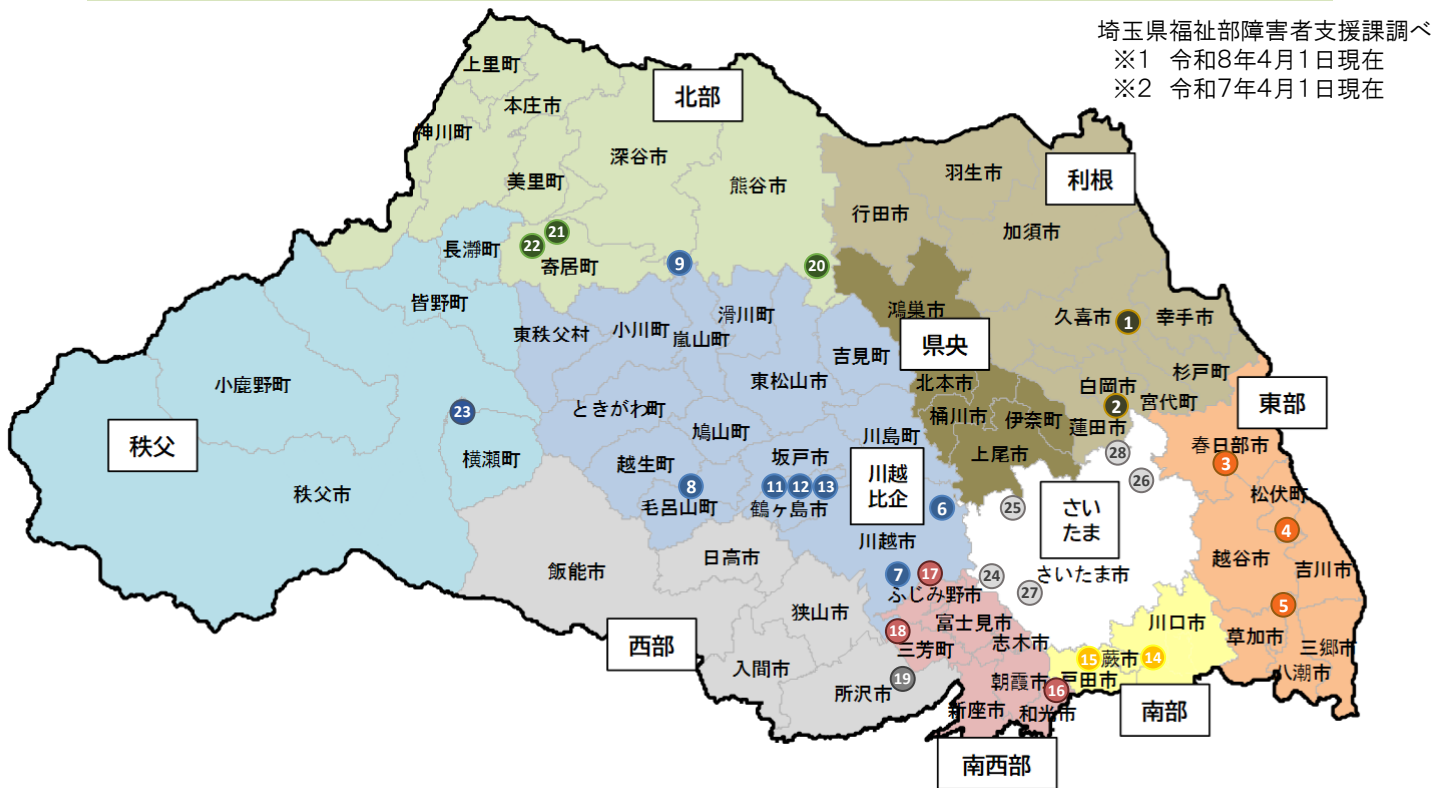 埼玉県福祉部障害者支援課調べ
※1 令和8年4月1日現在
※2 令和7年4月1日現在
上里町
本庄市
北部
神川町
深谷市
美里町
熊谷市
羽生市
利根
行田市
加須市
長瀞町
22
21
寄居町
9
20
皆野町
鴻巣市
久喜市
1
幸手市
東秩父村
小川町
滑川町
嵐山町
吉見町
県央
小鹿野町
東松山市
北本市
白岡市
杉戸町
東部
23
ときがわ町
桶川市
伊奈町
2
宮代町
秩父
鳩山町
川島町
蓮田市
横瀬町
越生町
坂戸市
上尾市
28
春日部市
3
秩父市
8
11
12
13
川越
比企
26
松伏町
毛呂山町
鶴ヶ島市
6
25
さい
たま
4
川越市
越谷市
飯能市
日高市
7
17
24
さいたま市
吉川市
ふじみ野市
27
5
狭山市
18
富士見市
川口市
西部
三芳町
志木市
草加市
三郷市
入間市
15
蕨市
14
八潮市
19
朝霞市
戸田市
所沢市
16
新座市
和光市
南部
南西部